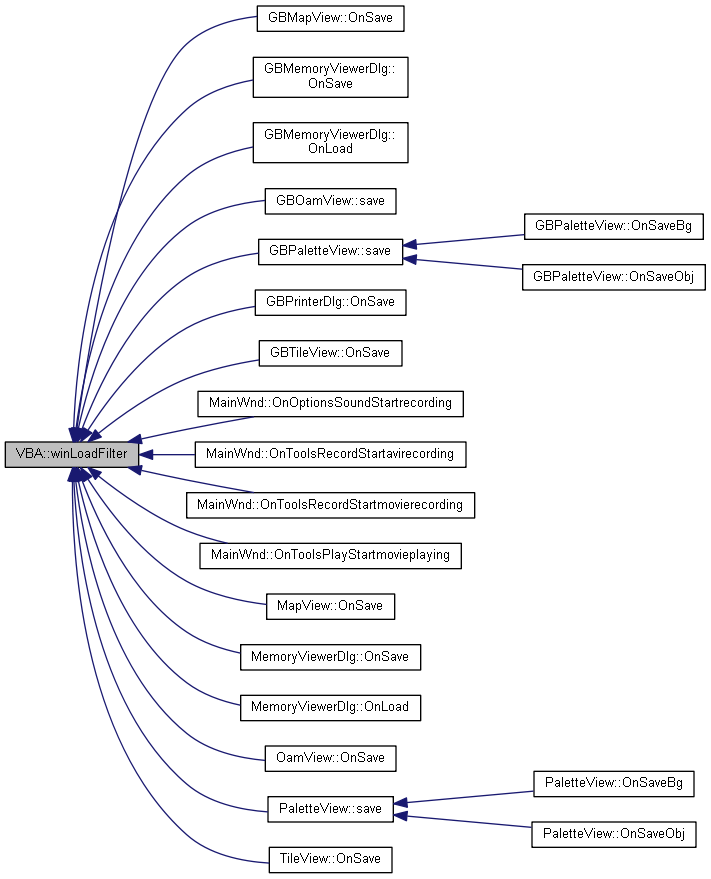 GBMapView::OnSave
GBMemoryViewerDlg::
OnSave
GBMemoryViewerDlg::
OnLoad
GBOamView::save
GBPaletteView::OnSaveBg
GBPaletteView::save
GBPaletteView::OnSaveObj
GBPrinterDlg::OnSave
GBTileView::OnSave
MainWnd::OnOptionsSoundStartrecording
VBA::winLoadFilter
MainWnd::OnToolsRecordStartavirecording
MainWnd::OnToolsRecordStartmovierecording
MainWnd::OnToolsPlayStartmovieplaying
MapView::OnSave
MemoryViewerDlg::OnSave
MemoryViewerDlg::OnLoad
OamView::OnSave
PaletteView::OnSaveBg
PaletteView::save
PaletteView::OnSaveObj
TileView::OnSave